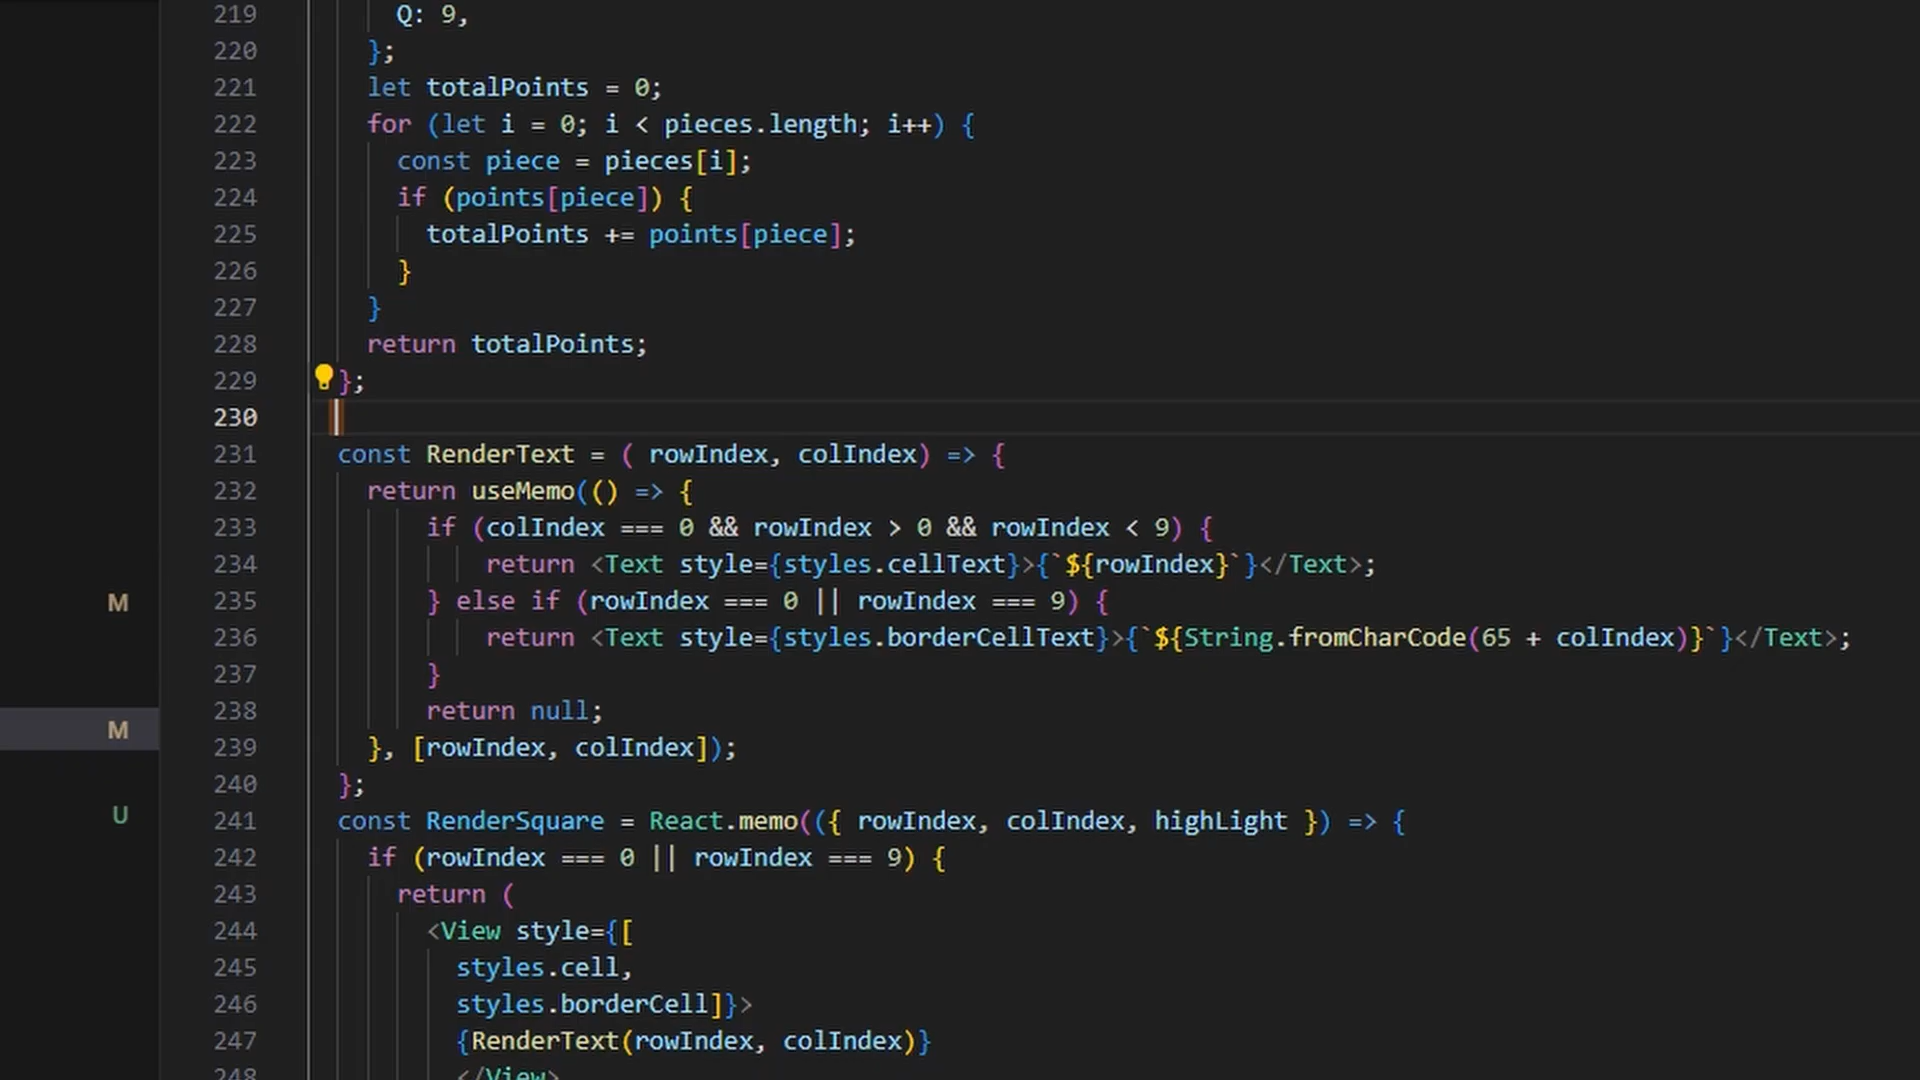 219 Q: 9,
220 };
221 let totalPoints = 0;
222 for (let i = 0; i < pieces.length; i++) {
223 const piece = pieces[i];
224 if (points[piece]) {
225 totalPoints += points[piece];
226 }
227 }
228 return totalPoints;
229 };
230
231 const RenderText = ( rowIndex, colIndex) => {
232 return useMemo(() => {
233 if (colIndex === 0 && rowIndex > 0 && rowIndex < 9) {
234 return <Text style={styles.cellText}>{`${rowIndex}`}</Text>;
M 235 } else if (rowIndex === 0 || rowIndex === 9) {
236 return <Text style={styles.borderCellText}>{`${String.fromCharCode(65 + colIndex)}`}</Text>;
237 }
M 238 return null;
239 }, [rowIndex, colIndex]);
240 };
U 241 const RenderSquare = React.memo(({ rowIndex, colIndex, highLight }) => {
242 if (rowIndex === 0 || rowIndex === 9) {
243 return (
244 <View style={[
245 styles.cell,
246 styles.borderCell]}>
247 {RenderText(rowIndex, colIndex)}
248 </View>